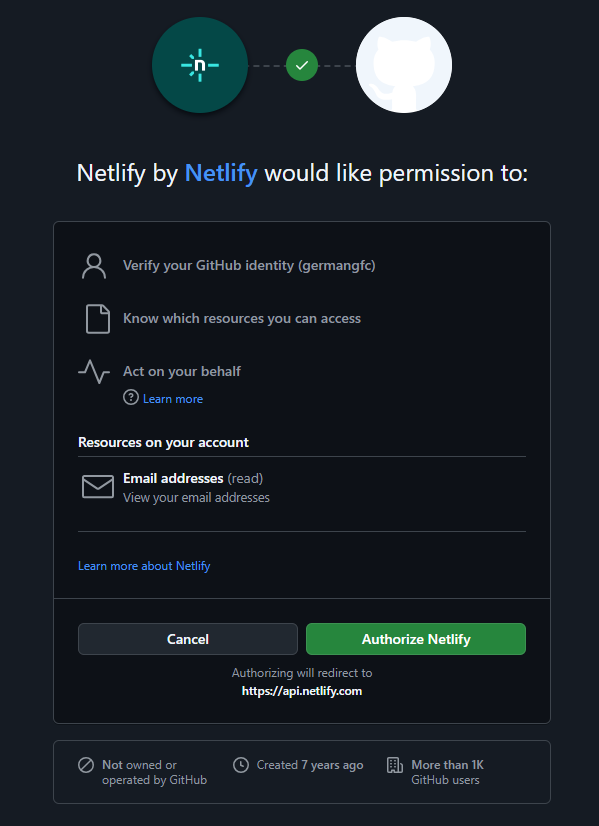 n
Netlify by Netlify would like permission to:
Verify your GitHub identity (germangfc)
Know which resources you can access
Act on your behalf
? Learn more
Resources on your account
Email addresses (read)
View your email addresses
Learn more about Netlify
Cancel
Authorize Netlify
Authorizing will redirect to
https://api.netlify.com
Not owned or
operated by GitHub
Created 7 years ago
More than 1K
GitHub users